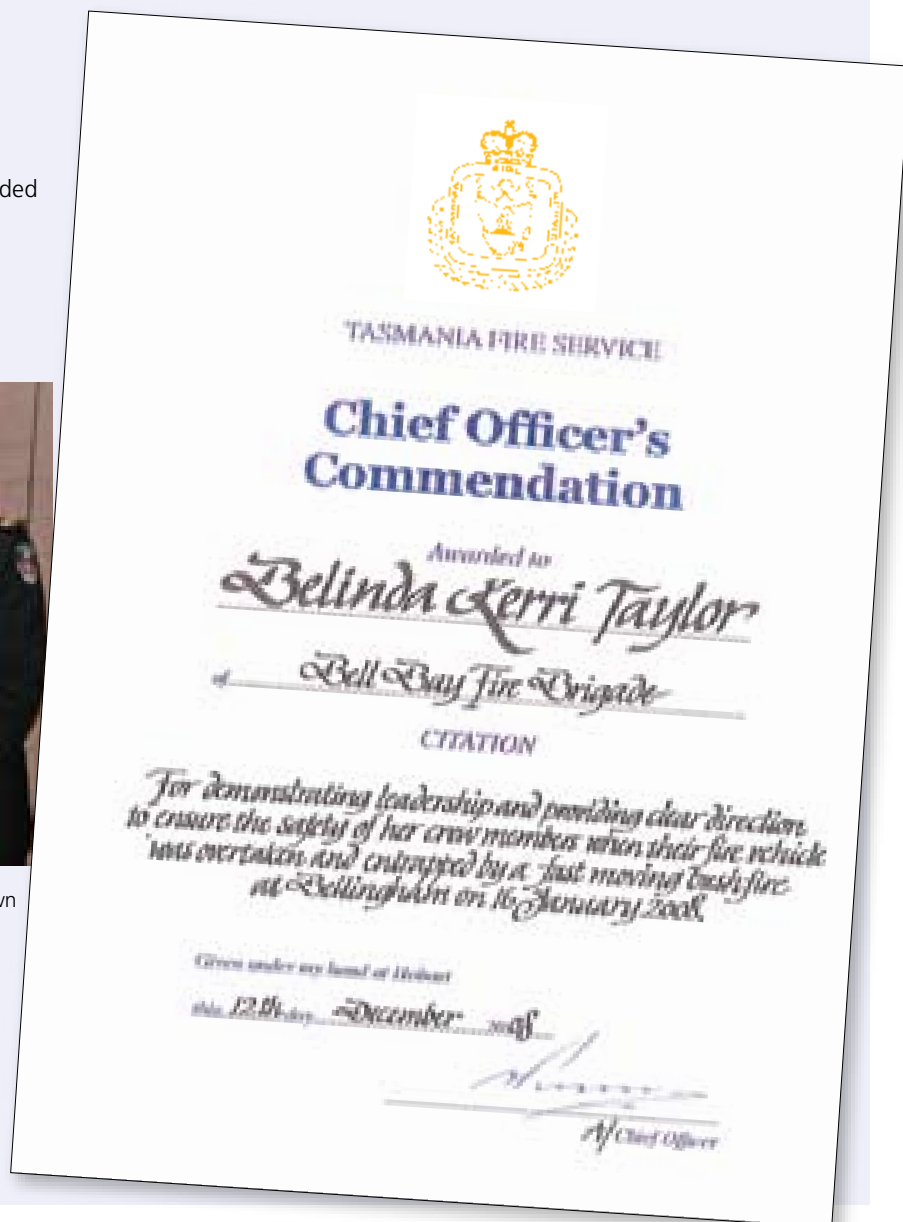 ded
TASMANIA FIRE SERVICE
Chief Officer's
Commendation
Awarded to
Belinda Kerri Taylor
of Bell Bay Fire Brigade
CITATION
For demonstrating leadership and providing clear direction
to ensure the safety of her crew member when their fire vehicle
was overtaken and entrapped by a fast moving bushfire
at Bellingham on 16 January 2008.
Given under my hand at Hobart
this 12th day December 2008
A/Chief Officer
wn